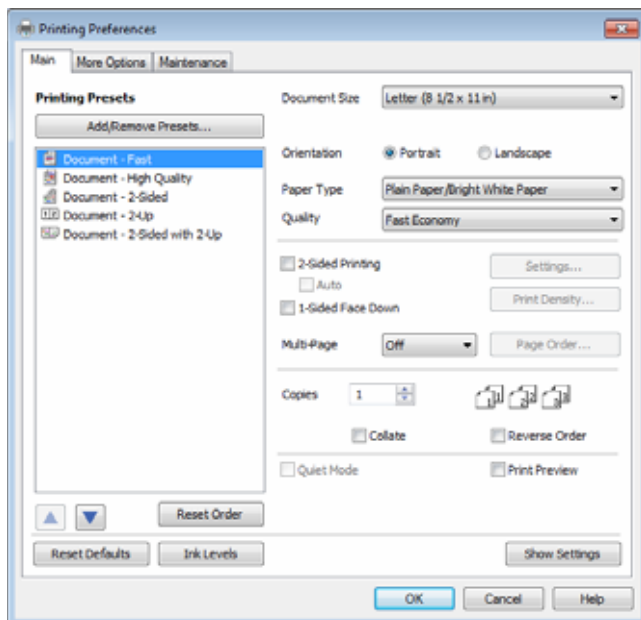 Printing Preferences
Main More Options Maintenance
Printing Presets
Add/Remove Presets...
Document - Fast
Document - High Quality
Document - 2-Sided
Document - 2-Up
Document - 2-Sided with 2-Up
Reset Order
Reset Defaults Ink Levels
Document Size Letter (8 1/2 x 11 in)
Orientation Portrait Landscape
Paper Type Plain Paper/Bright White Paper
Quality Fast Economy
2-Sided Printing Settings...
Auto
Print Density...
1-Sided Face Down
Multi-Page Off Page Order...
Copies 1
Collate Reverse Order
Quiet Mode Print Preview
Show Settings
OK Cancel Help